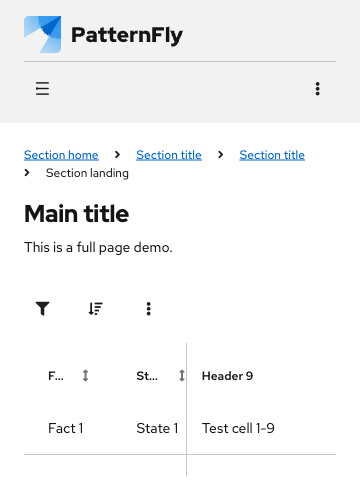 PatternFly
Section home > Section title > Section title
> Section landing
Main title
This is a full page demo.
F... St... Header 9
Fact 1 State 1 Test cell 1-9